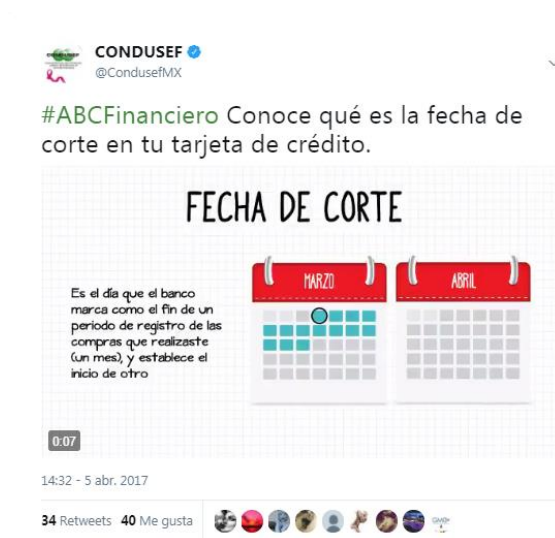 CONDUSEF
@CondusefMX
#ABCFinanciero Conoce qué es la fecha de
corte en tu tarjeta de crédito.
FECHA DE CORTE
Es el día que el banco
marca como el fin de un
periodo de registro de las
compras que realizaste
(un mes), y establece el
inicio de otro
MARZO
ABRIL
0:07
14:32 - 5 abr. 2017
34 Retweets 40 Me gusta